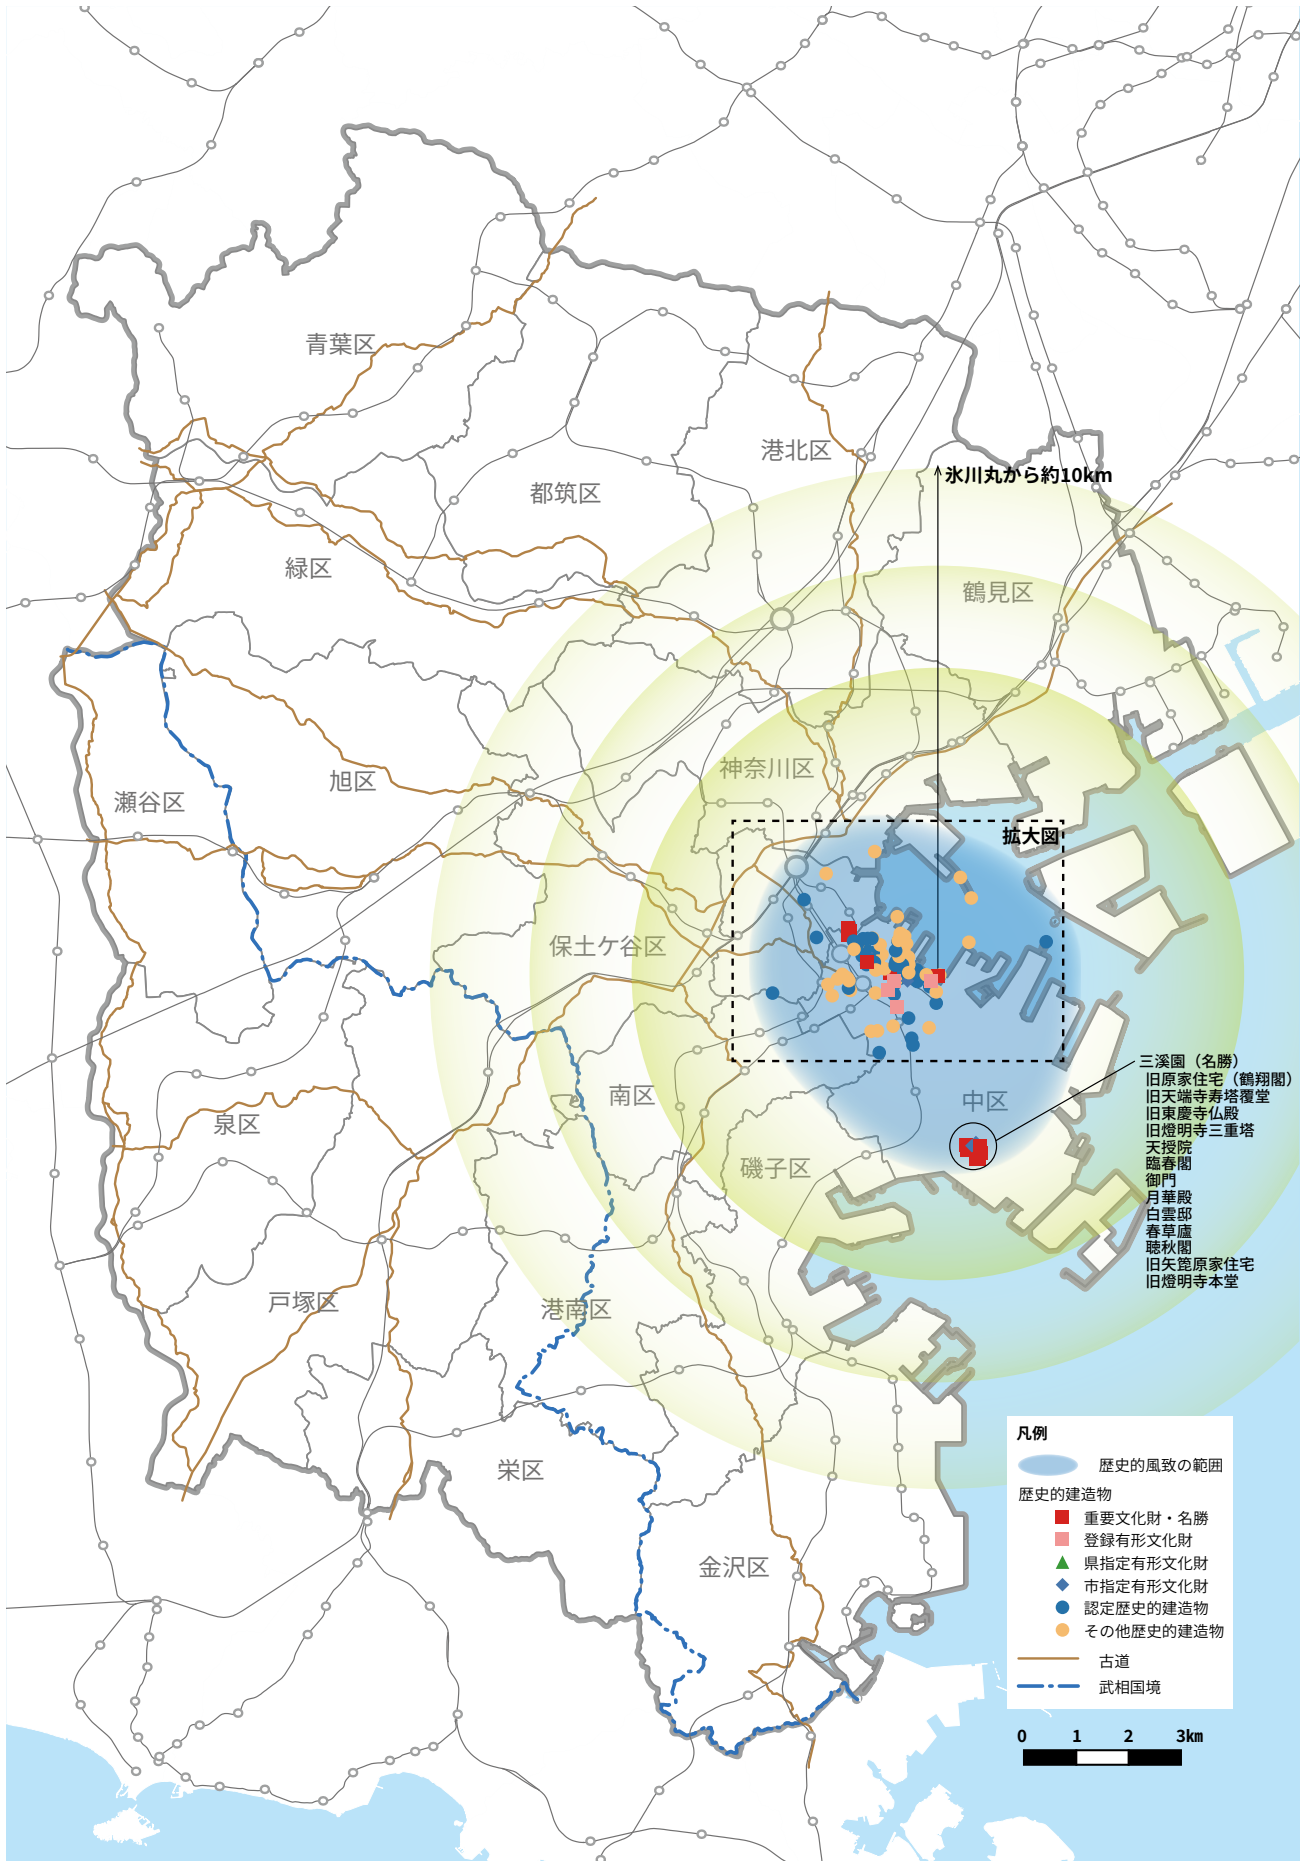 青葉区
港北区
氷川丸から約10km
都筑区
緑区
鶴見区
神奈川区
旭区
瀬谷区
拡大図
保土ケ谷区
南区
中区
泉区
磯子区
三溪園（名勝）
旧原家住宅（鶴翔閣）
旧天瑞寺寿塔覆堂
旧東慶寺仏殿
旧燈明寺三重塔
天授院
臨春閣
御門
月華殿
白雲邸
春草廬
聴秋閣
旧矢箆原家住宅
旧燈明寺本堂
戸塚区
港南区
栄区
金沢区
凡例
歴史的風致の範囲
歴史的建造物
重要文化財・名勝
登録有形文化財
県指定有形文化財
市指定有形文化財
認定歴史的建造物
その他歴史的建造物
古道
武相国境
0 1 2 3km